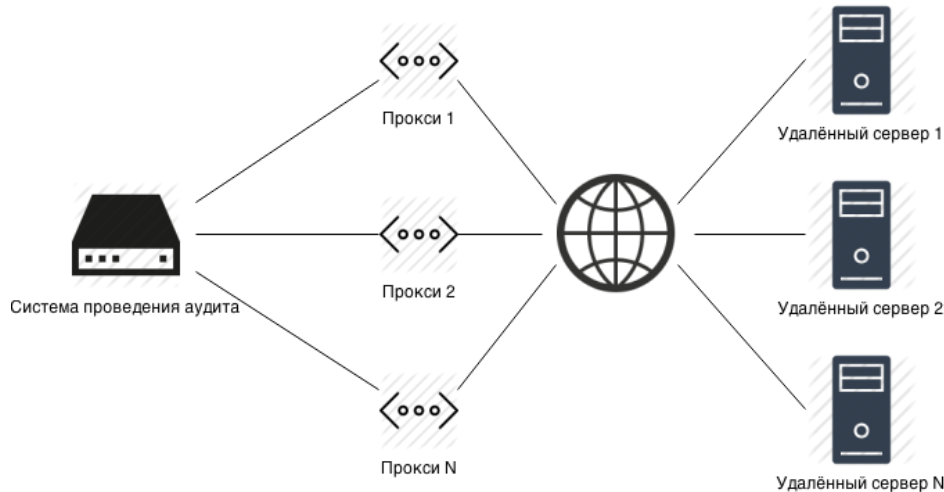 Прокси 1
Удалённый сервер 1
Прокси 2
Система проведения аудита
Удалённый сервер 2
Прокси N
Удалённый сервер N